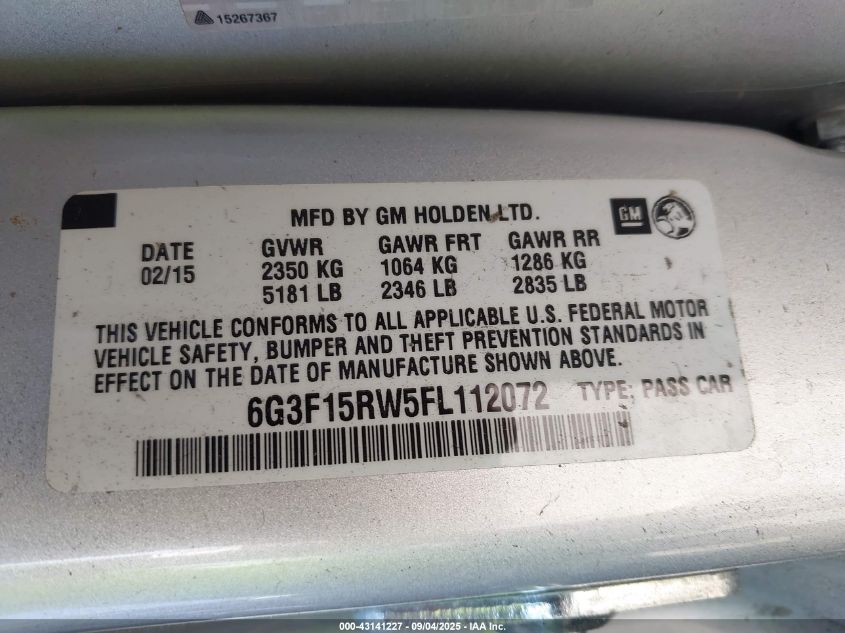 15267367
MFD BY GM HOLDEN LTD.
GM
DATE GVWR GAWR FRT GAWR RR
02/15 2350 KG 1064 KG 1286 KG
5181 LB 2346 LB 2835 LB
THIS VEHICLE CONFORMS TO ALL APPLICABLE U.S. FEDERAL MOTOR
VEHICLE SAFETY, BUMPER AND THEFT PREVENTION STANDARDS IN
EFFECT ON THE DATE OF MANUFACTURE SHOWN ABOVE.
6G3F15RW5FL112072 TYPE; PASS CAR
000-43141227 - 09/04/2025 - IAA Inc.